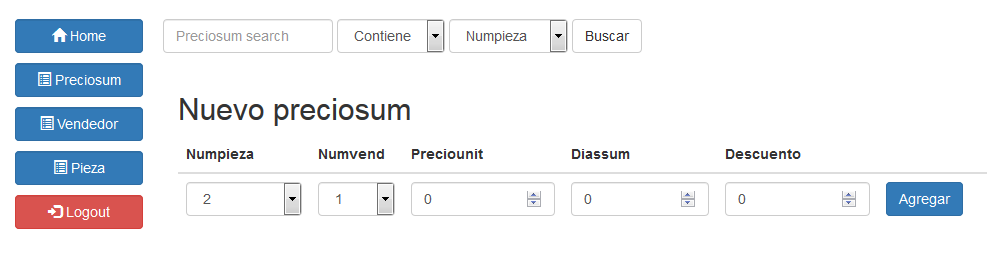 Home
Preciosum
Vendedor
Pieza
Logout
Preciosum search Contiene Numpieza Buscar
Nuevo preciosum
Numpieza Numvend Preciounit Diassum Descuento
2 1 0 0 0 Agregar